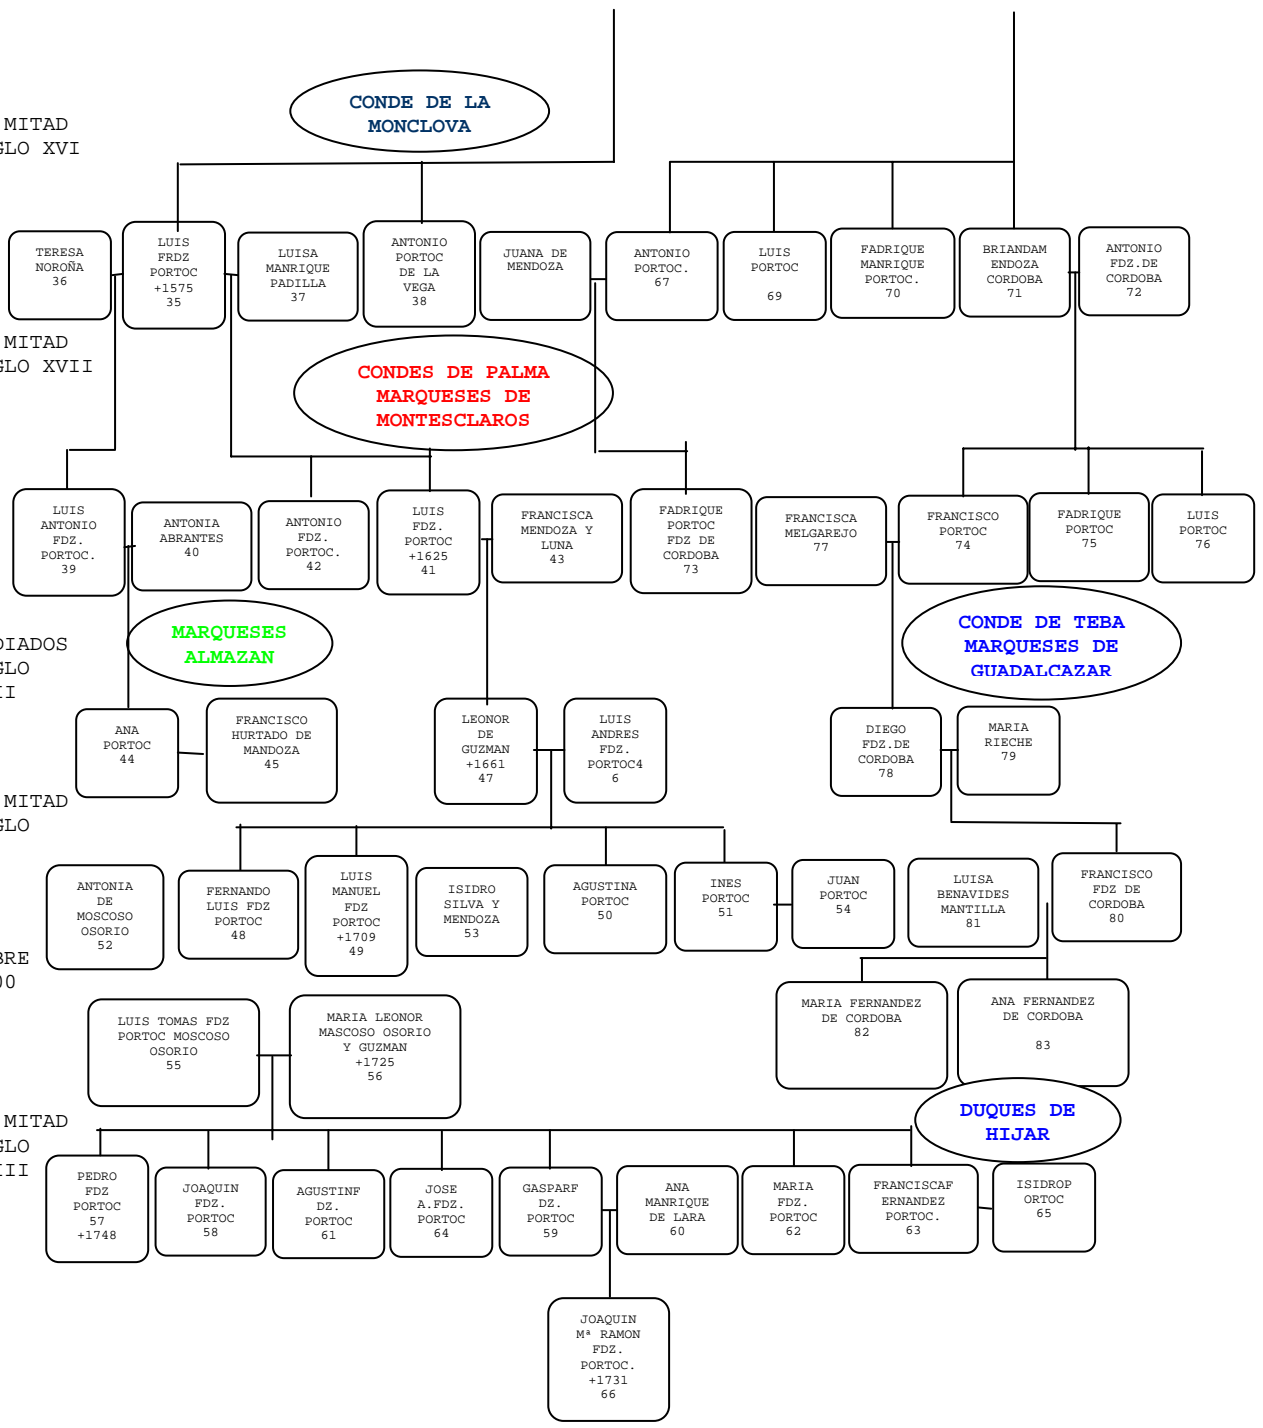 CONDE DE LA
MONCLOVA
MITAD
GLO XVI
TERESA
NOROÑA
36
LUIS
FRDZ
PORTOC
+1575
35
LUISA
MANRIQUE
PADILLA
37
ANTONIO
PORTOC
DE LA
VEGA
38
JUANA DE
MENDOZA
ANTONIO
PORTOC.
67
LUIS
PORTOC
69
FADRIQUE
MANRIQUE
PORTOC.
70
BRIANDAM
ENDOZA
CORDOBA
71
ANTONIO
FDZ.DE
CORDOBA
72
MITAD
GLO XVII
CONDES DE PALMA
MARQUESES DE
MONTESCLAROS
LUIS
ANTONIO
FDZ.
PORTOC.
39
ANTONIA
ABRANTES
40
ANTONIO
FDZ.
PORTOC.
42
LUIS
FDZ.
PORTOC
+1625
41
FRANCISCA
MENDOZA Y
LUNA
43
FADRIQUE
PORTOC
FDZ DE
CORDOBA
73
FRANCISCA
MELGAREJO
77
FRANCISCO
PORTOC
74
FADRIQUE
PORTOC
75
LUIS
PORTOC
76
MARQUESES
ALMAZAN
CONDE DE TEBA
MARQUESES DE
GUADALCAZAR
DIADOS
GLO
II
ANA
PORTOC
44
FRANCISCO
HURTADO DE
MANDOZA
45
LEONOR
DE
GUZMAN
+1661
47
LUIS
ANDRES
FDZ.
PORTOC4
6
DIEGO
FDZ.DE
CORDOBA
78
MARIA
RIECHE
79
MITAD
GLO
ANTONIA
DE
MOSCOSO
OSORIO
52
FERNANDO
LUIS FDZ
PORTOC
48
LUIS
MANUEL
FDZ
PORTOC
+1709
49
ISIDRO
SILVA Y
MENDOZA
53
AGUSTINA
PORTOC
50
INES
PORTOC
51
JUAN
PORTOC
54
LUISA
BENAVIDES
MANTILLA
81
FRANCISCO
FDZ DE
CORDOBA
80
BRE
00
LUIS TOMAS FDZ
PORTOC MOSCOSO
OSORIO
55
MARIA LEONOR
MASCOSO OSORIO
Y GUZMAN
+1725
56
MARIA FERNANDEZ
DE CORDOBA
82
ANA FERNANDEZ
DE CORDOBA
83
DUQUES DE
HIJAR
MITAD
GLO
III
PEDRO
FDZ
PORTOC
57
+1748
JOAQUIN
FDZ.
PORTOC
58
AGUSTINF
DZ.
PORTOC
61
JOSE
A.FDZ.
PORTOC
64
GASPARF
DZ.
PORTOC
59
ANA
MANRIQUE
DE LARA
60
MARIA
FDZ.
PORTOC
62
FRANCISCAF
ERNANDEZ
PORTOC.
63
ISIDROP
ORTOC
65
JOAQUIN
Mª RAMON
FDZ.
PORTOC.
+1731
66